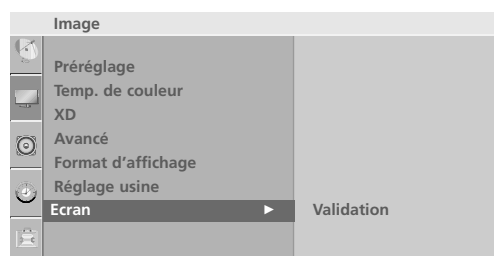 Image
Préréglage
Temp. de couleur
XD
Avancé
Format d’affichage
Réglage usine
Ecran ► Validation